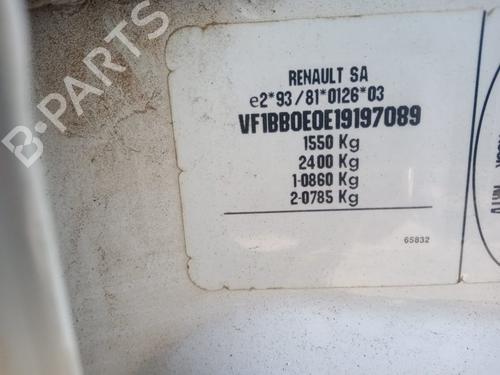 B-PARTS
RENAULT SA
e2*93/81*0126*03
VF1BB0E0E19197089
1550 Kg
2400 Kg
1-0860 Kg
2-0785 Kg
65832